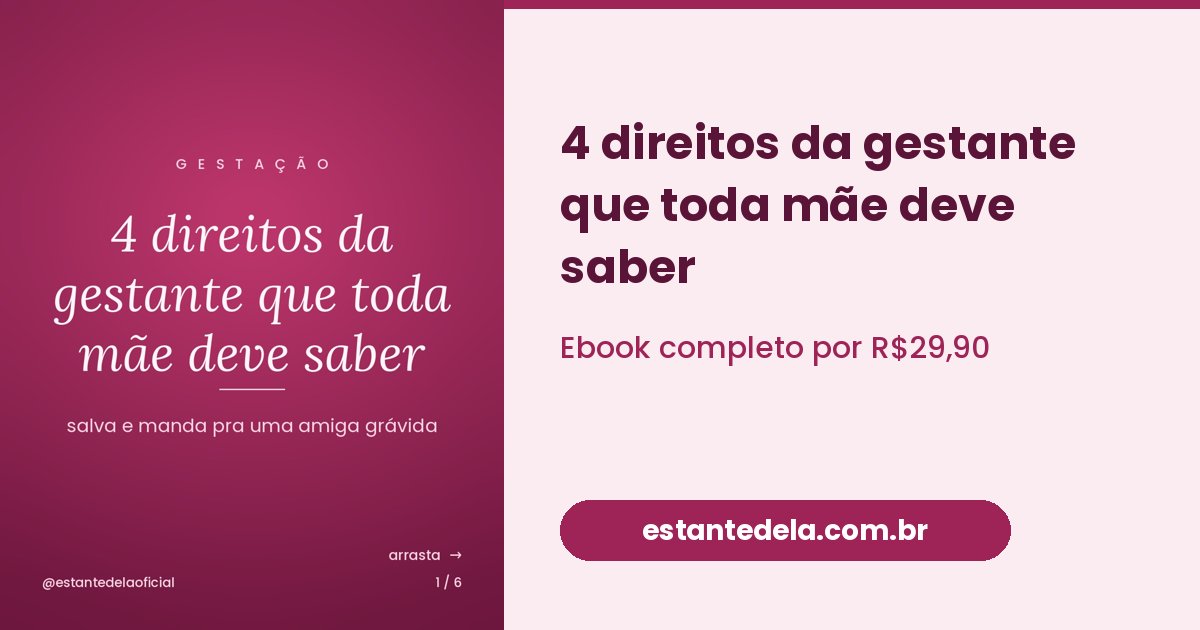 GESTAÇÃO
4 direitos da
gestante que toda
mãe deve saber
salva e manda pra uma amiga grávida
arrasta →
@estantedelaoficial
1 / 6
4 direitos da gestante
que toda mãe deve
saber
Ebook completo por R$29,90
estantedela.com.br